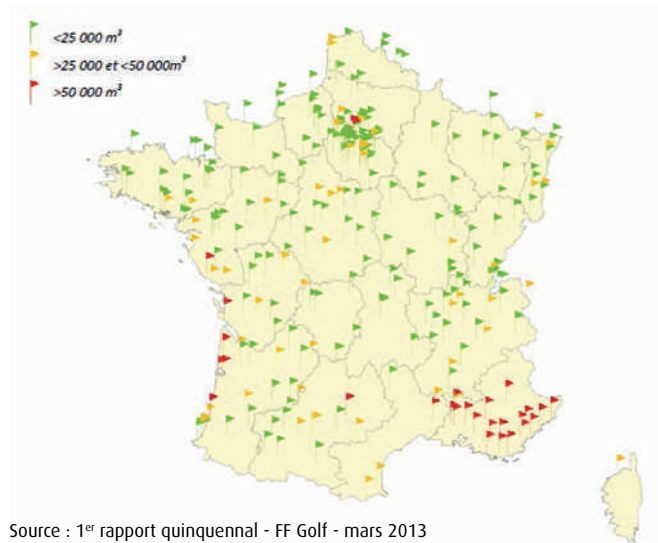 <25 000 m³
>25 000 et <50 000m³
>50 000 m³
Source : 1er rapport quinquennal - FF Golf - mars 2013